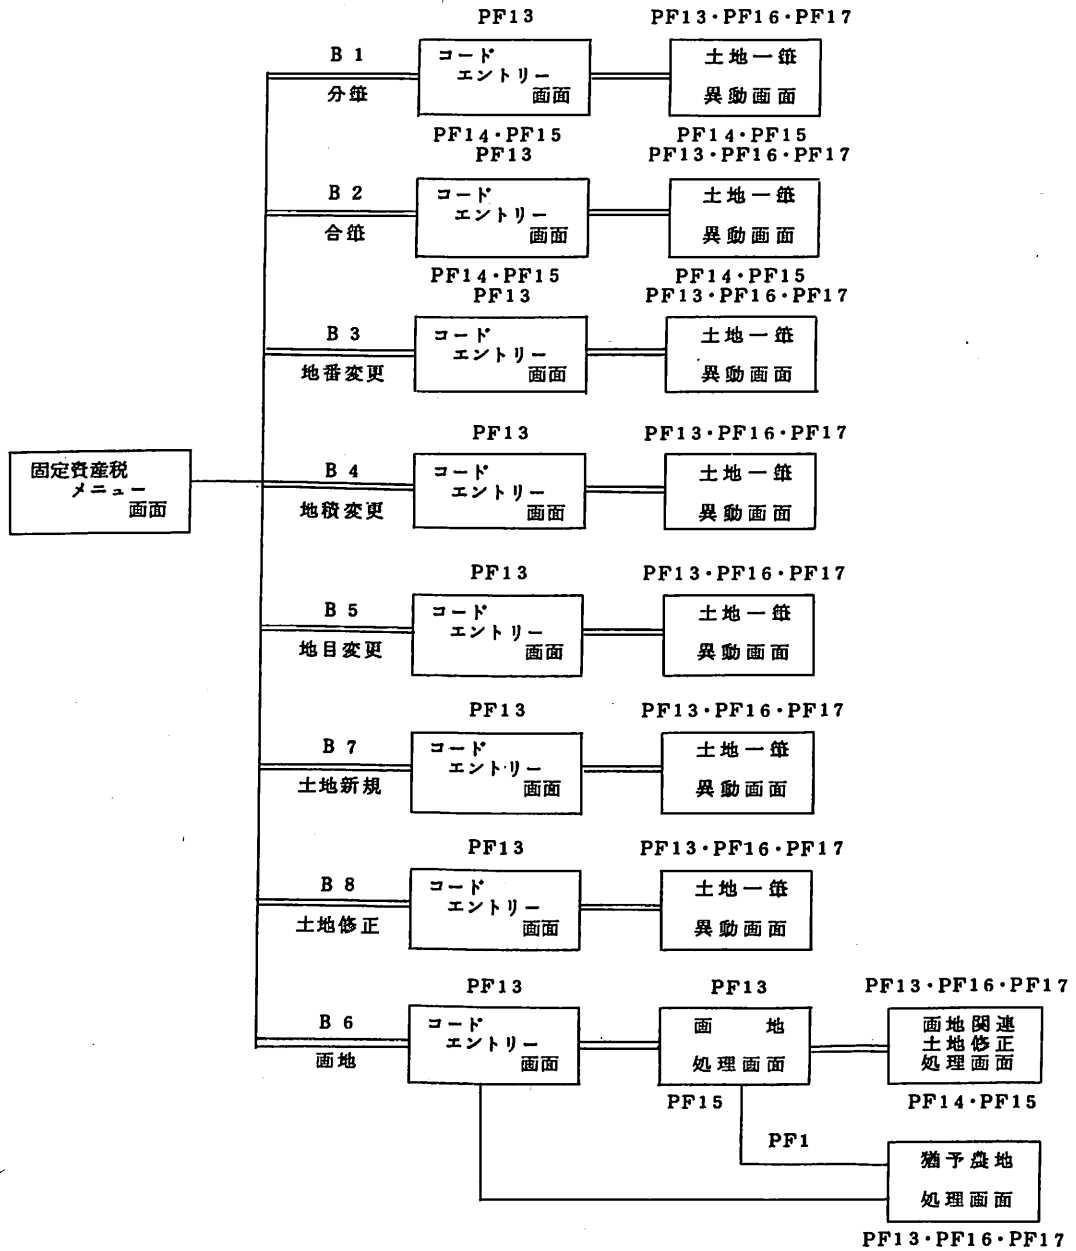 PF13 PF13・PF16・PF17
B 1
分筆
コード
エントリー
画面
土地一筆
異動画面
PF14・PF15 PF14・PF15
PF13 PF13・PF16・PF17
B 2
合筆
コード
エントリー
画面
土地一筆
異動画面
PF14・PF15 PF14・PF15
PF13 PF13・PF16・PF17
B 3
地番変更
コード
エントリー
画面
土地一筆
異動画面
PF13 PF13・PF16・PF17
固定資産税
メニュー
画面
B 4
地積変更
コード
エントリー
画面
土地一筆
異動画面
PF13 PF13・PF16・PF17
B 5
地目変更
コード
エントリー
画面
土地一筆
異動画面
PF13 PF13・PF16・PF17
B 7
土地新規
コード
エントリー
画面
土地一筆
異動画面
PF13 PF13・PF16・PF17
B 8
土地修正
コード
エントリー
画面
土地一筆
異動画面
PF13 PF13 PF13・PF16・PF17
B 6
画地
コード
エントリー
画面
画 地
処理画面
画地関連
土地修正
処理画面
PF15 PF14・PF15
PF1
猶予農地
処理画面
PF13・PF16・PF17